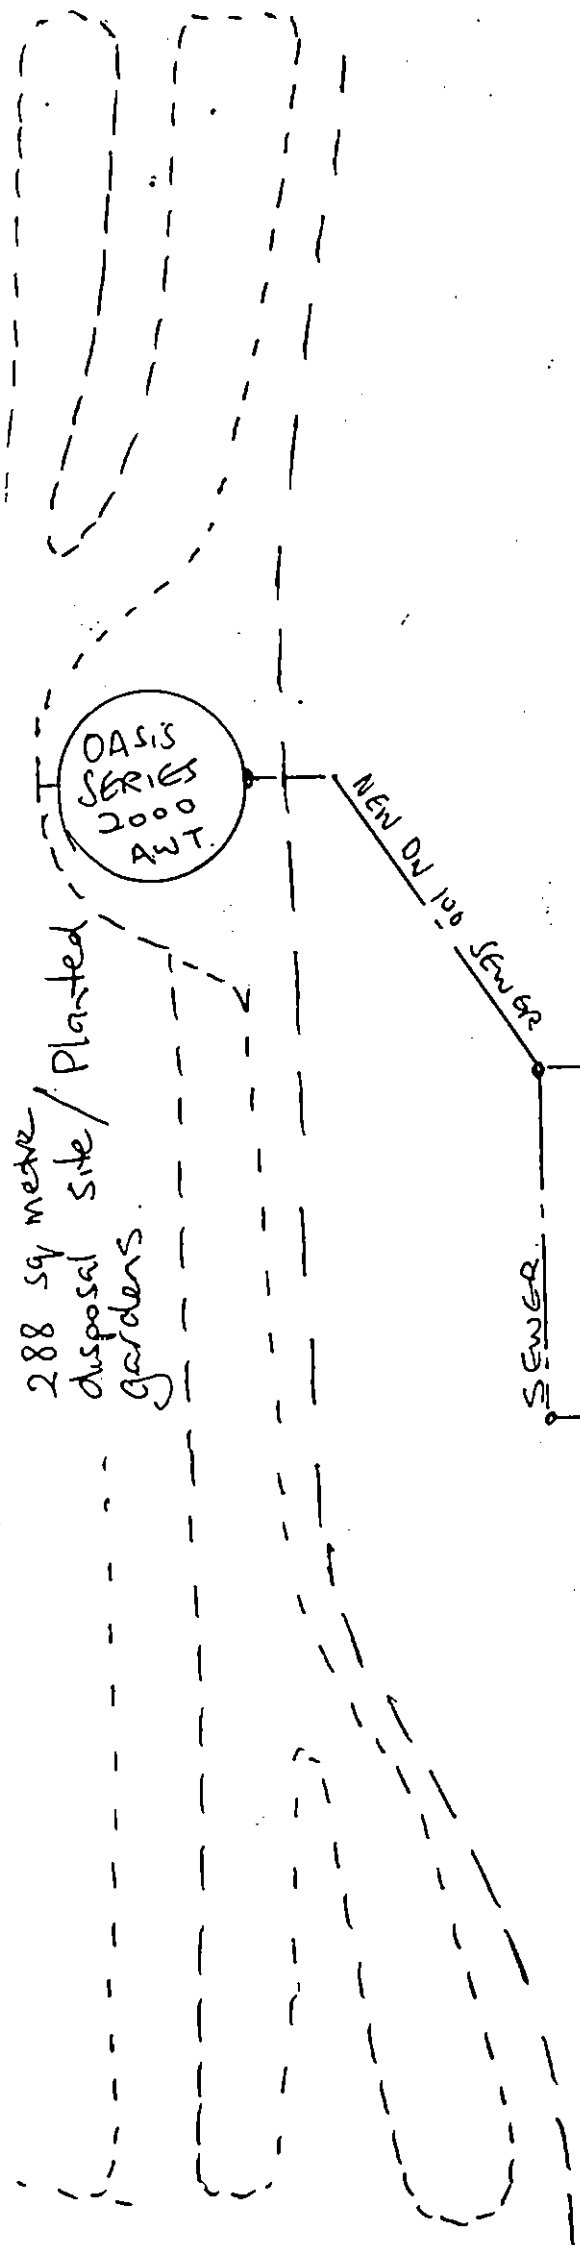 OASIS
SERIES
2000
AWT.
NEW DN 100 SEWER
288 sq metre
disposal site / Planted
gardens.
SEWER